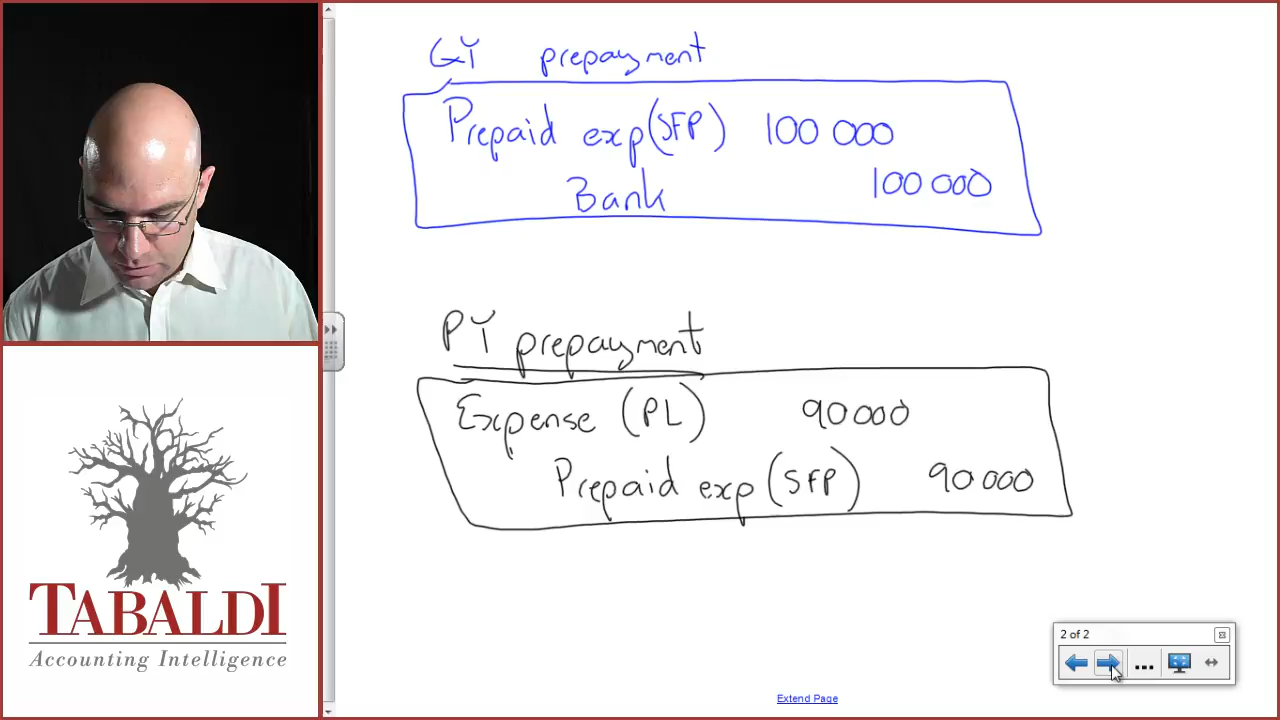 CY prepayment
Prepaid exp (SFP) 100 000
Bank 100 000
PY prepayment
Expense (PL) 90 000
Prepaid exp (SFP) 90 000
TABALDI
Accounting Intelligence
2 of 2
Extend Page